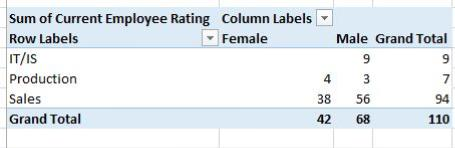 Sum of Current Employee Rating Column Labels
Row Labels Female Male Grand Total
IT/IS 9 9
Production 4 3 7
Sales 38 56 94
Grand Total 42 68 110